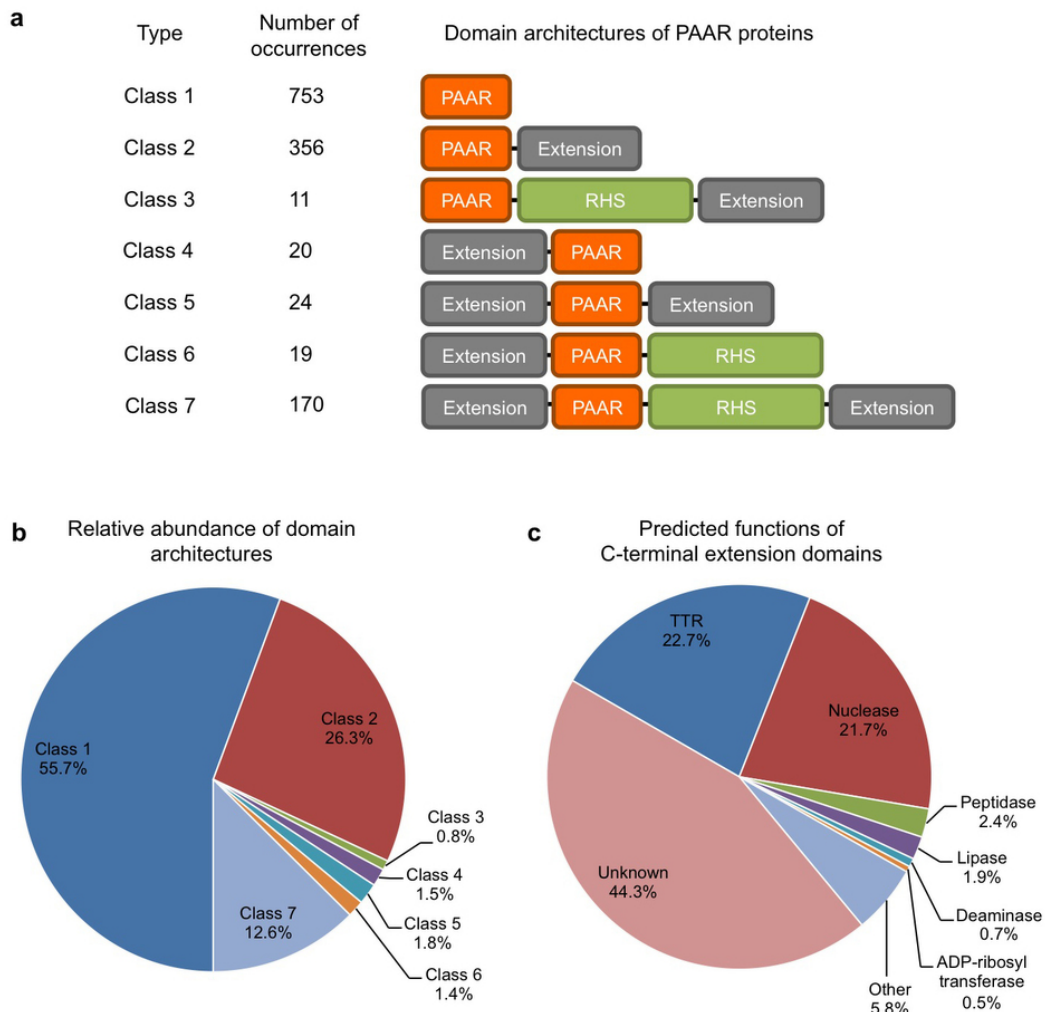 a
Type
Number of
occurrences
Domain architectures of PAAR proteins
Class 1 753 PAAR
Class 2 356 PAAR Extension
Class 3 11 PAAR RHS Extension
Class 4 20 Extension PAAR
Class 5 24 Extension PAAR Extension
Class 6 19 Extension PAAR RHS
Class 7 170 Extension PAAR RHS Extension
b
Relative abundance of domain
architectures
Class 1
55.7%
Class 2
26.3%
Class 3
0.8%
Class 4
1.5%
Class 5
1.8%
Class 6
1.4%
Class 7
12.6%
c
Predicted functions of
C-terminal extension domains
TTR
22.7%
Nuclease
21.7%
Peptidase
2.4%
Lipase
1.9%
Deaminase
0.7%
ADP-ribosyl
transferase
0.5%
Other
5.8%
Unknown
44.3%